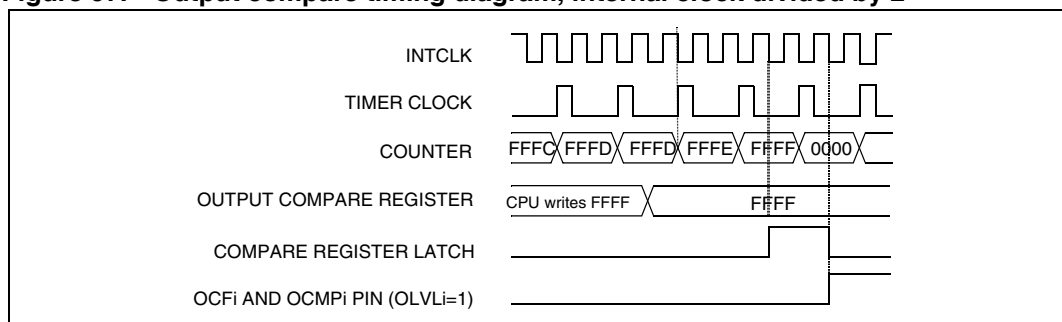 INTCLK
TIMER CLOCK
COUNTER FFFC FFFD FFFD FFFE FFFF 0000
OUTPUT COMPARE REGISTER CPU writes FFFF FFFF
COMPARE REGISTER LATCH
OCFi AND OCMPi PIN (OLVLi=1)